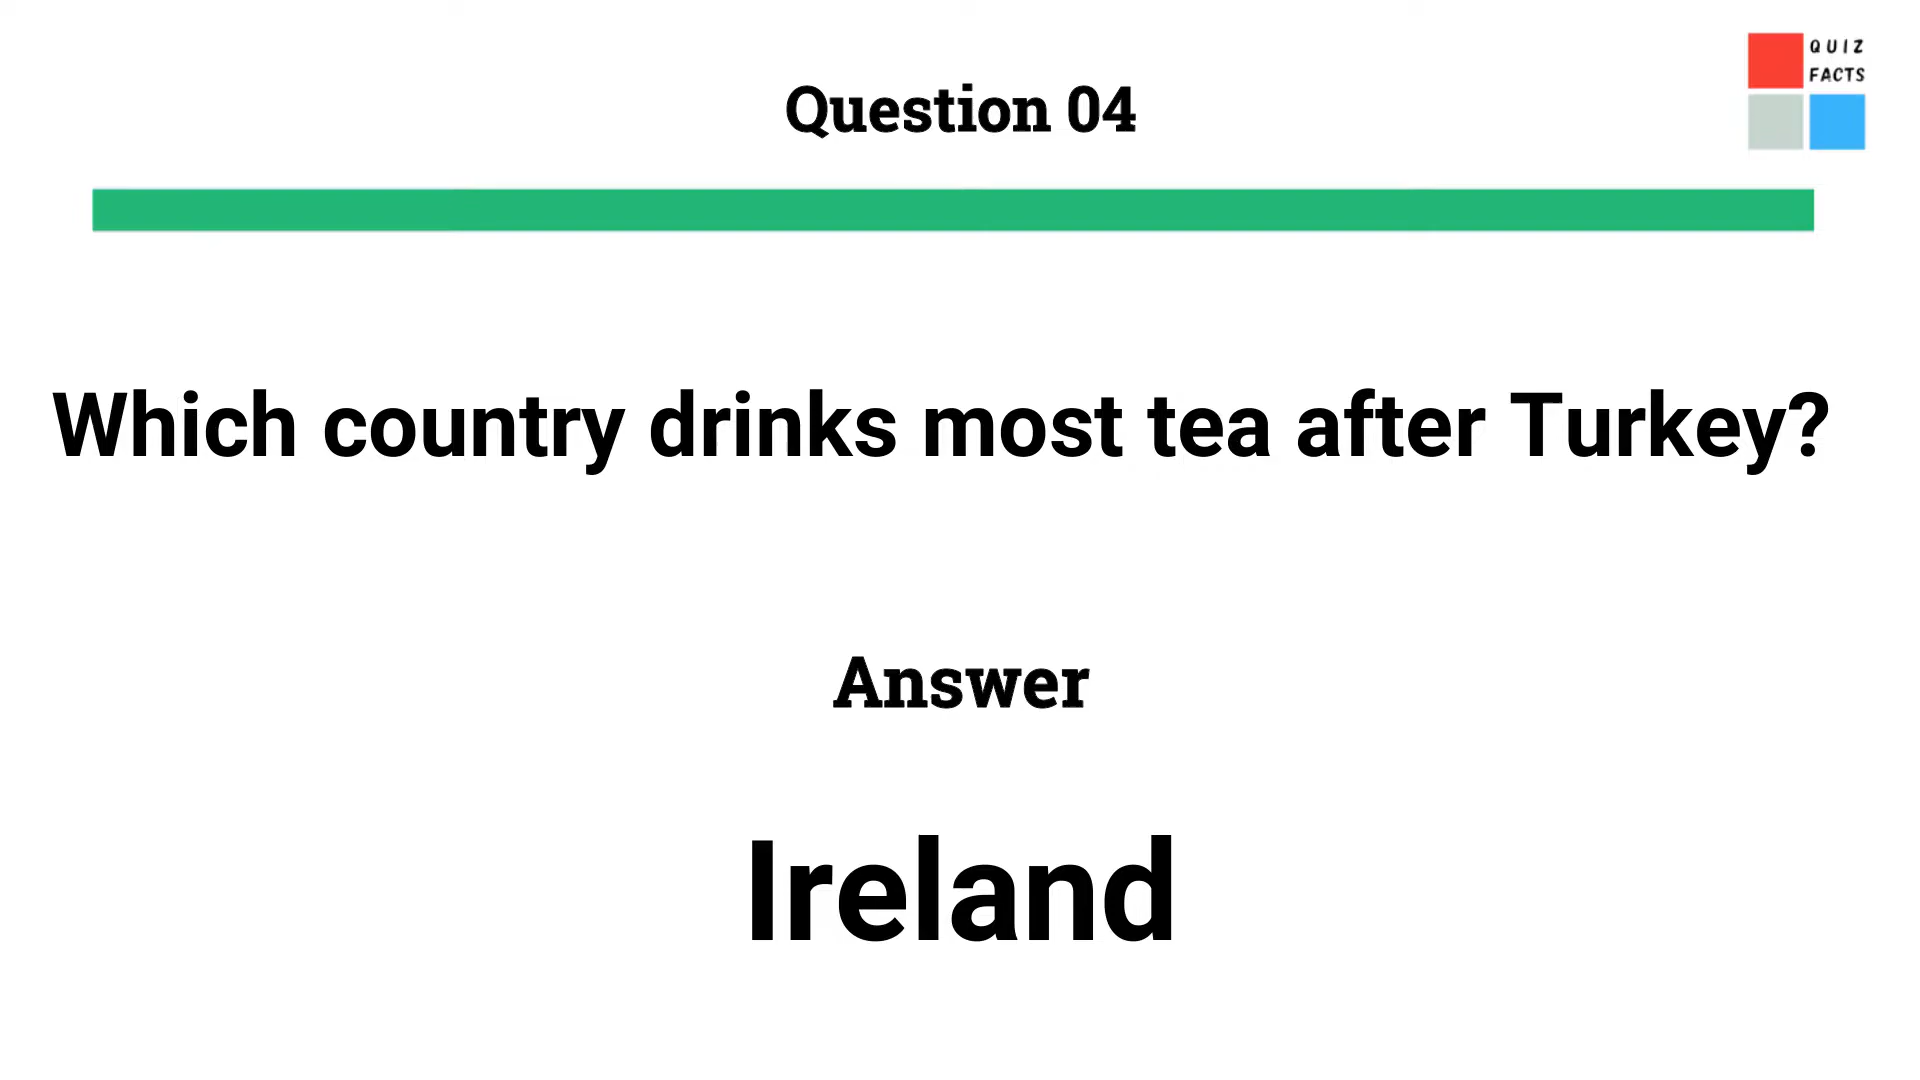 QUIZ
FACTS
Question 04
Which country drinks most tea after Turkey?
Answer
Ireland